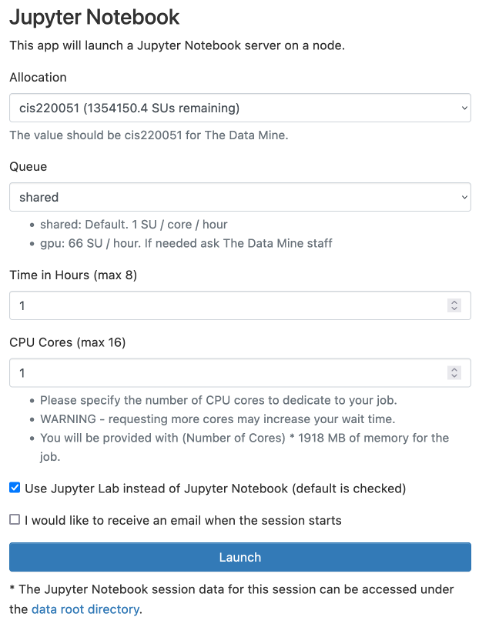 Jupyter Notebook
This app will launch a Jupyter Notebook server on a node.
Allocation
cis220051 (1354150.4 SUs remaining)
The value should be cis220051 for The Data Mine.
Queue
shared
• shared: Default. 1 SU / core / hour
• gpu: 66 SU / hour. If needed ask The Data Mine staff
Time in Hours (max 8)
1
CPU Cores (max 16)
1
• Please specify the number of CPU cores to dedicate to your job.
• WARNING - requesting more cores may increase your wait time.
• You will be provided with (Number of Cores) * 1918 MB of memory for the
job.
Use Jupyter Lab instead of Jupyter Notebook (default is checked)
I would like to receive an email when the session starts
Launch
* The Jupyter Notebook session data for this session can be accessed under
the data root directory.